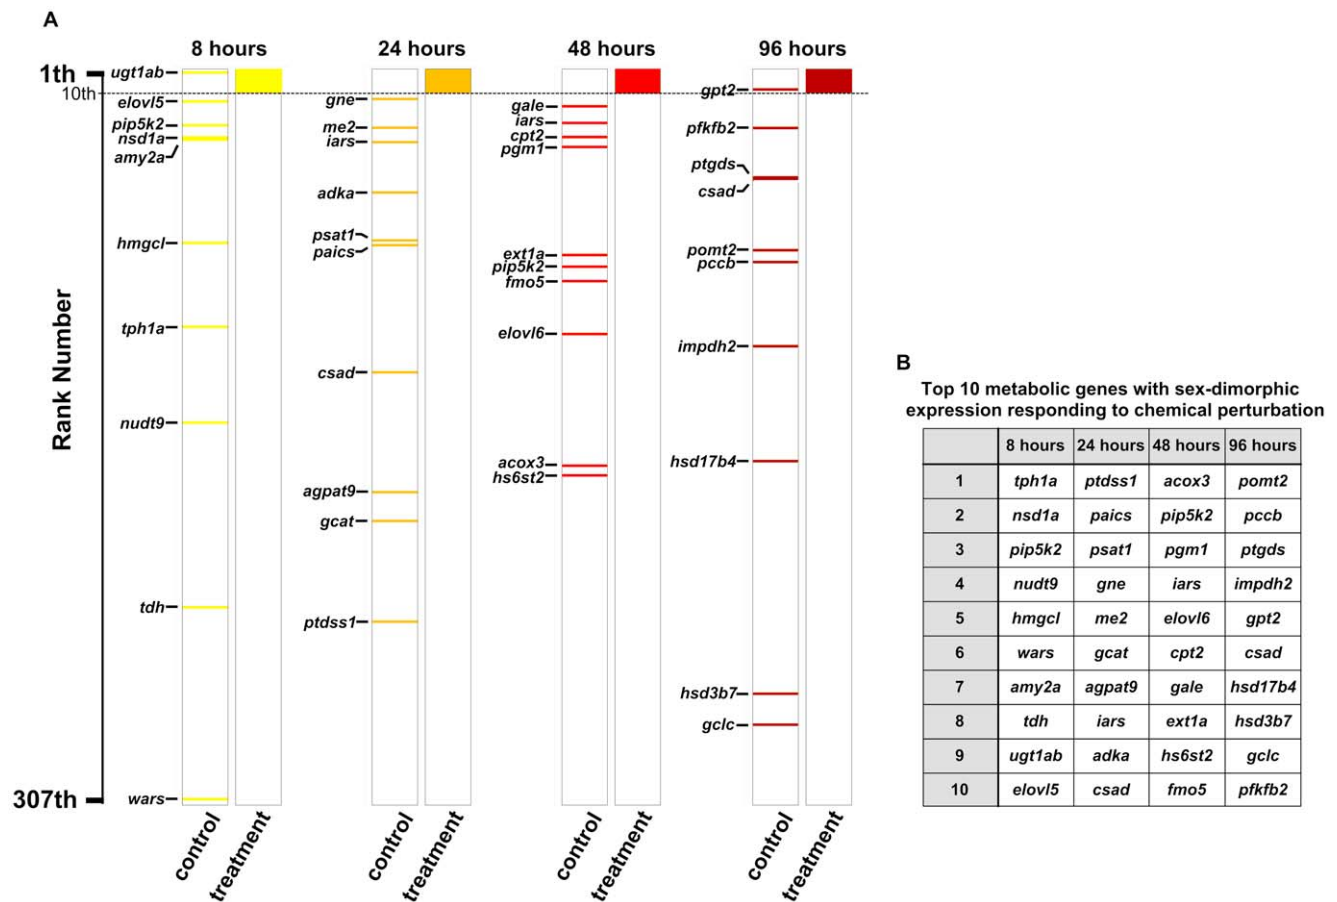 A
8 hours
24 hours
48 hours
96 hours
1th
10th
307th
Rank Number
ugt1ab
elovl5
pip5k2
nsd1a
amy2a
hmgcl
tph1a
nudt9
tdh
wars
control
treatment
gne
me2
iars
adka
psat1
paics
csad
agpat9
gcat
ptdss1
control
treatment
gale
iars
cpt2
pgm1
ext1a
pip5k2
fmo5
elovl6
acox3
hs6st2
control
treatment
gpt2
pfkfb2
ptgds
csad
pomt2
pccb
impdh2
hsd17b4
hsd3b7
gclc
control
treatment
B
Top 10 metabolic genes with sex-dimorphic
expression responding to chemical perturbation
8 hours 24 hours 48 hours 96 hours
1 tph1a ptdss1 acox3 pomt2
2 nsd1a paics pip5k2 pccb
3 pip5k2 psat1 pgm1 ptgds
4 nudt9 gne iars impdh2
5 hmgcl me2 elovl6 gpt2
6 wars gcat cpt2 csad
7 amy2a agpat9 gale hsd17b4
8 tdh iars ext1a hsd3b7
9 ugt1ab adka hs6st2 gclc
10 elovl5 csad fmo5 pfkfb2